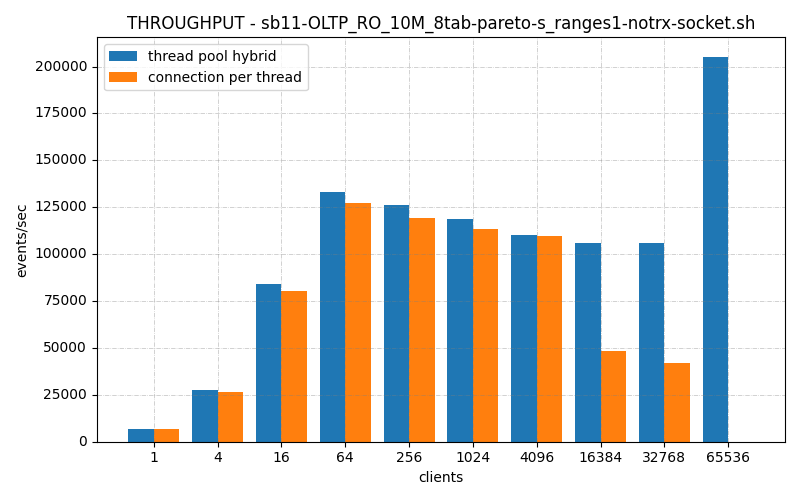 THROUGHPUT - sb11-OLTP_RO_10M_8tab-pareto-s_ranges1-notrx-socket.sh
thread pool hybrid
connection per thread
200000
175000
150000
125000
100000
75000
50000
25000
0
events/sec
1 4 16 64 256 1024 4096 16384 32768 65536
clients